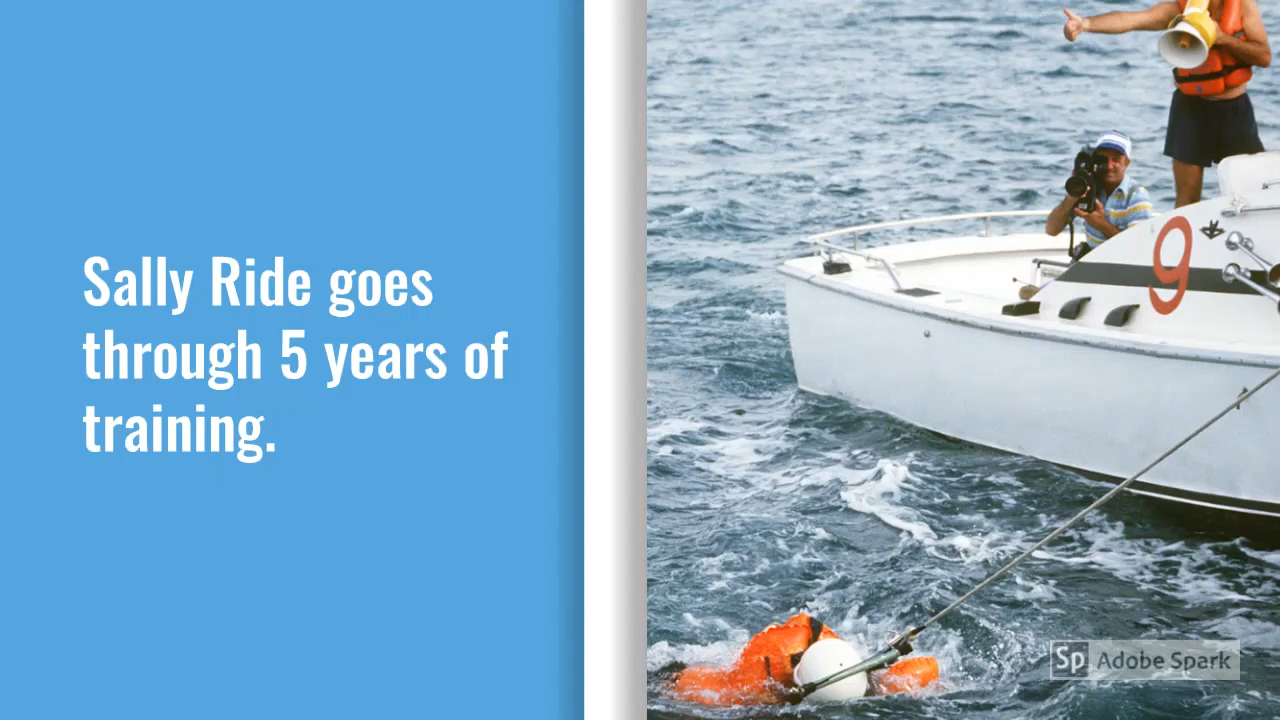 Sally Ride goes
through 5 years of
training.
9
Sp Adobe Spark